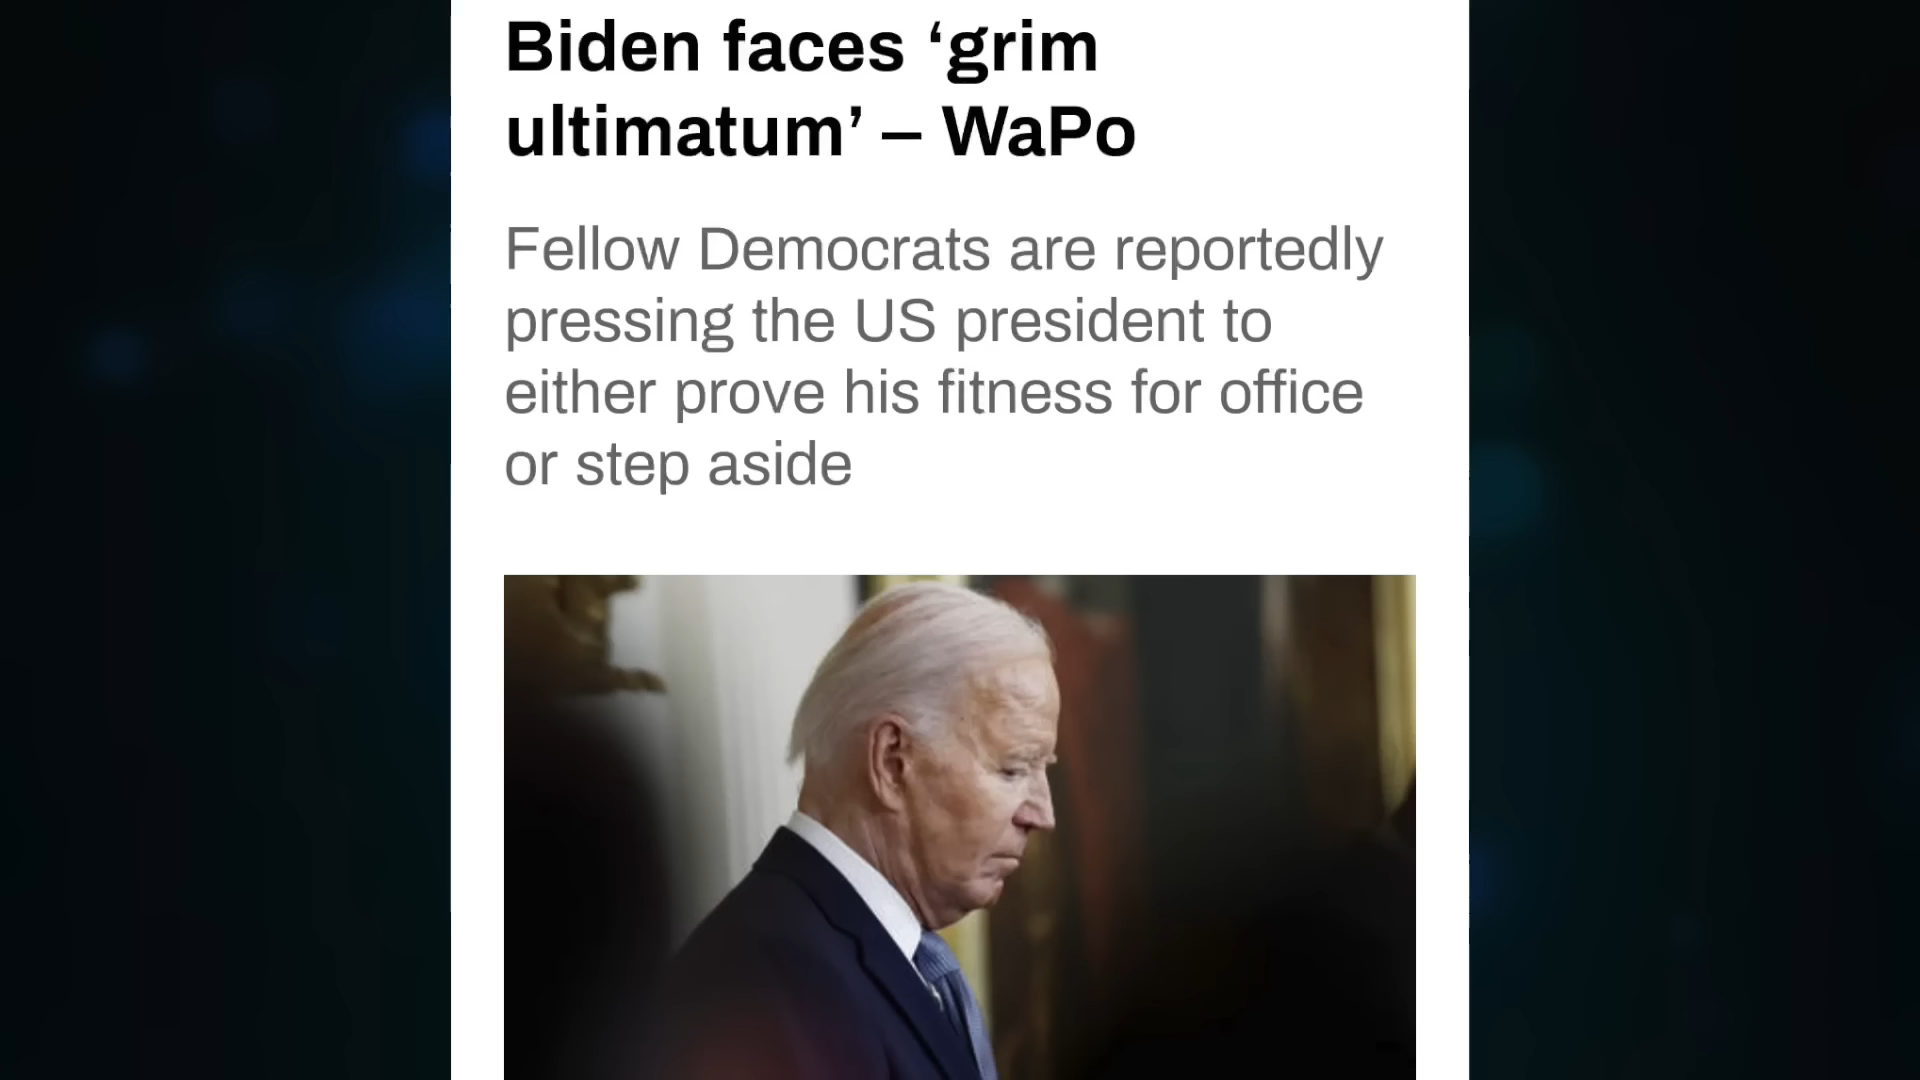 Biden faces ‘grim
ultimatum’ – WaPo
Fellow Democrats are reportedly
pressing the US president to
either prove his fitness for office
or step aside